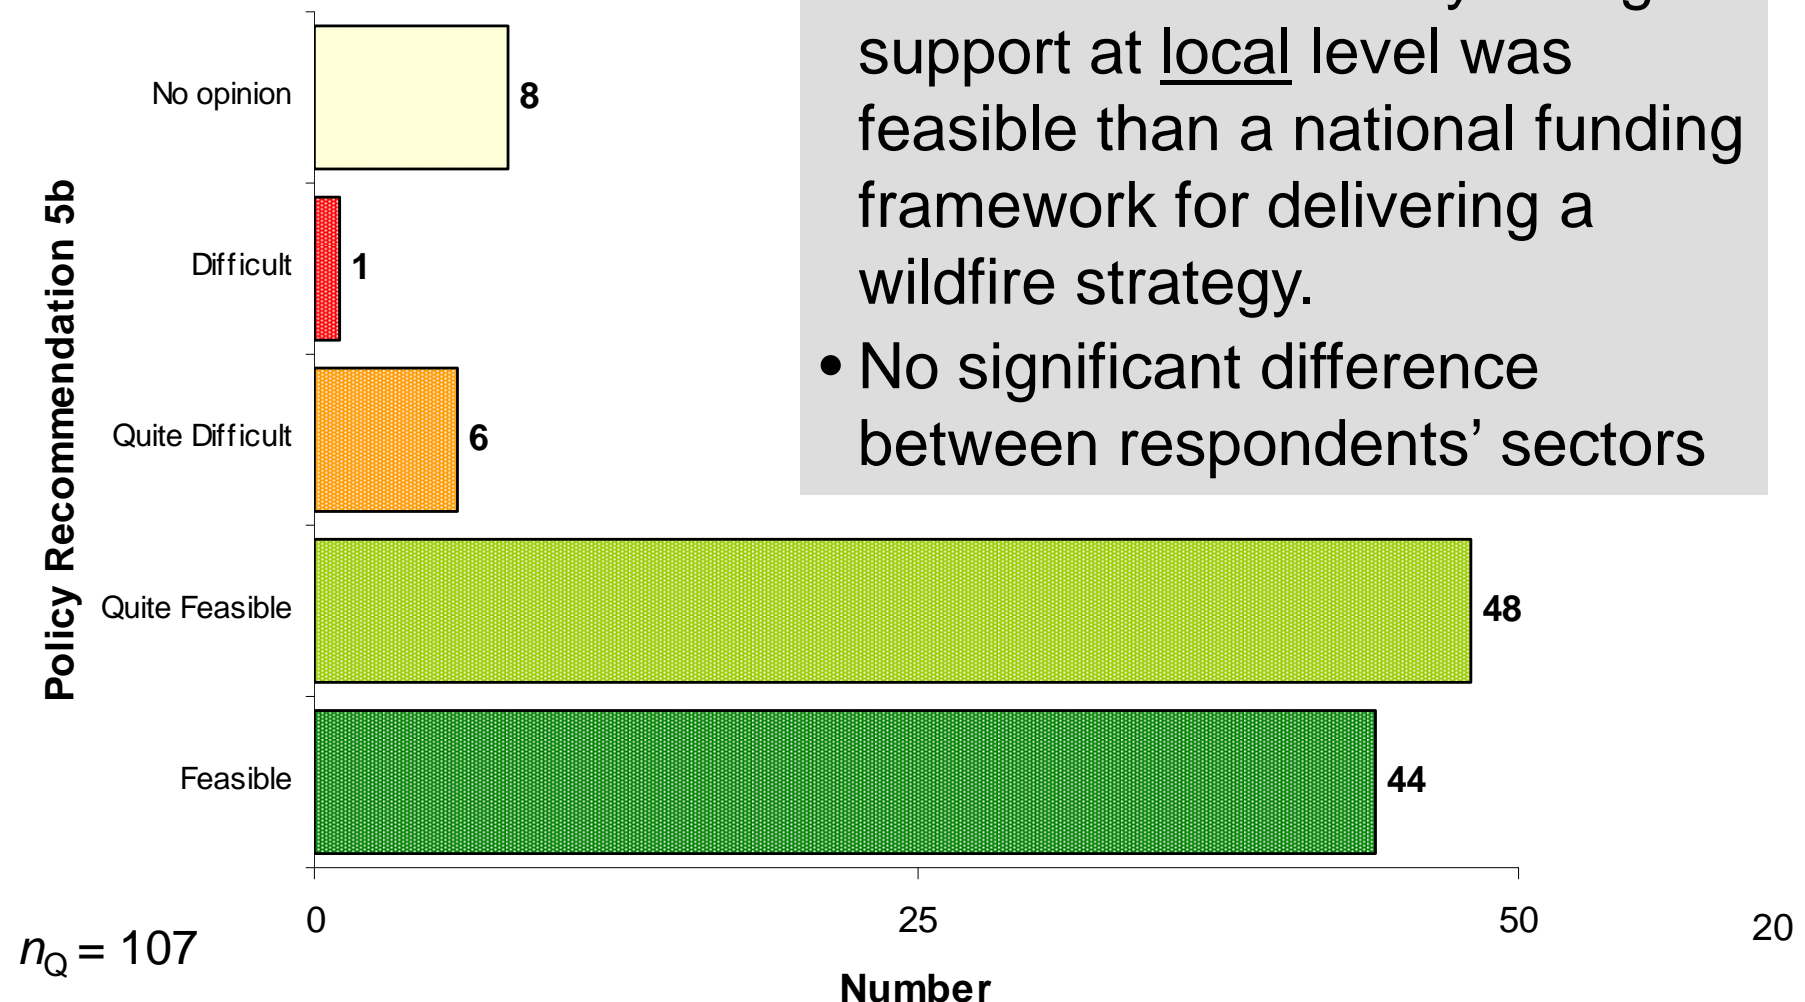 support at local level was
feasible than a national funding
framework for delivering a
wildfire strategy.
• No significant difference
between respondents’ sectors
Policy Recommendation 5b
No opinion
8
Difficult
1
Quite Difficult
6
Quite Feasible
48
Feasible
44
0
25
50
Number
nQ = 107
20